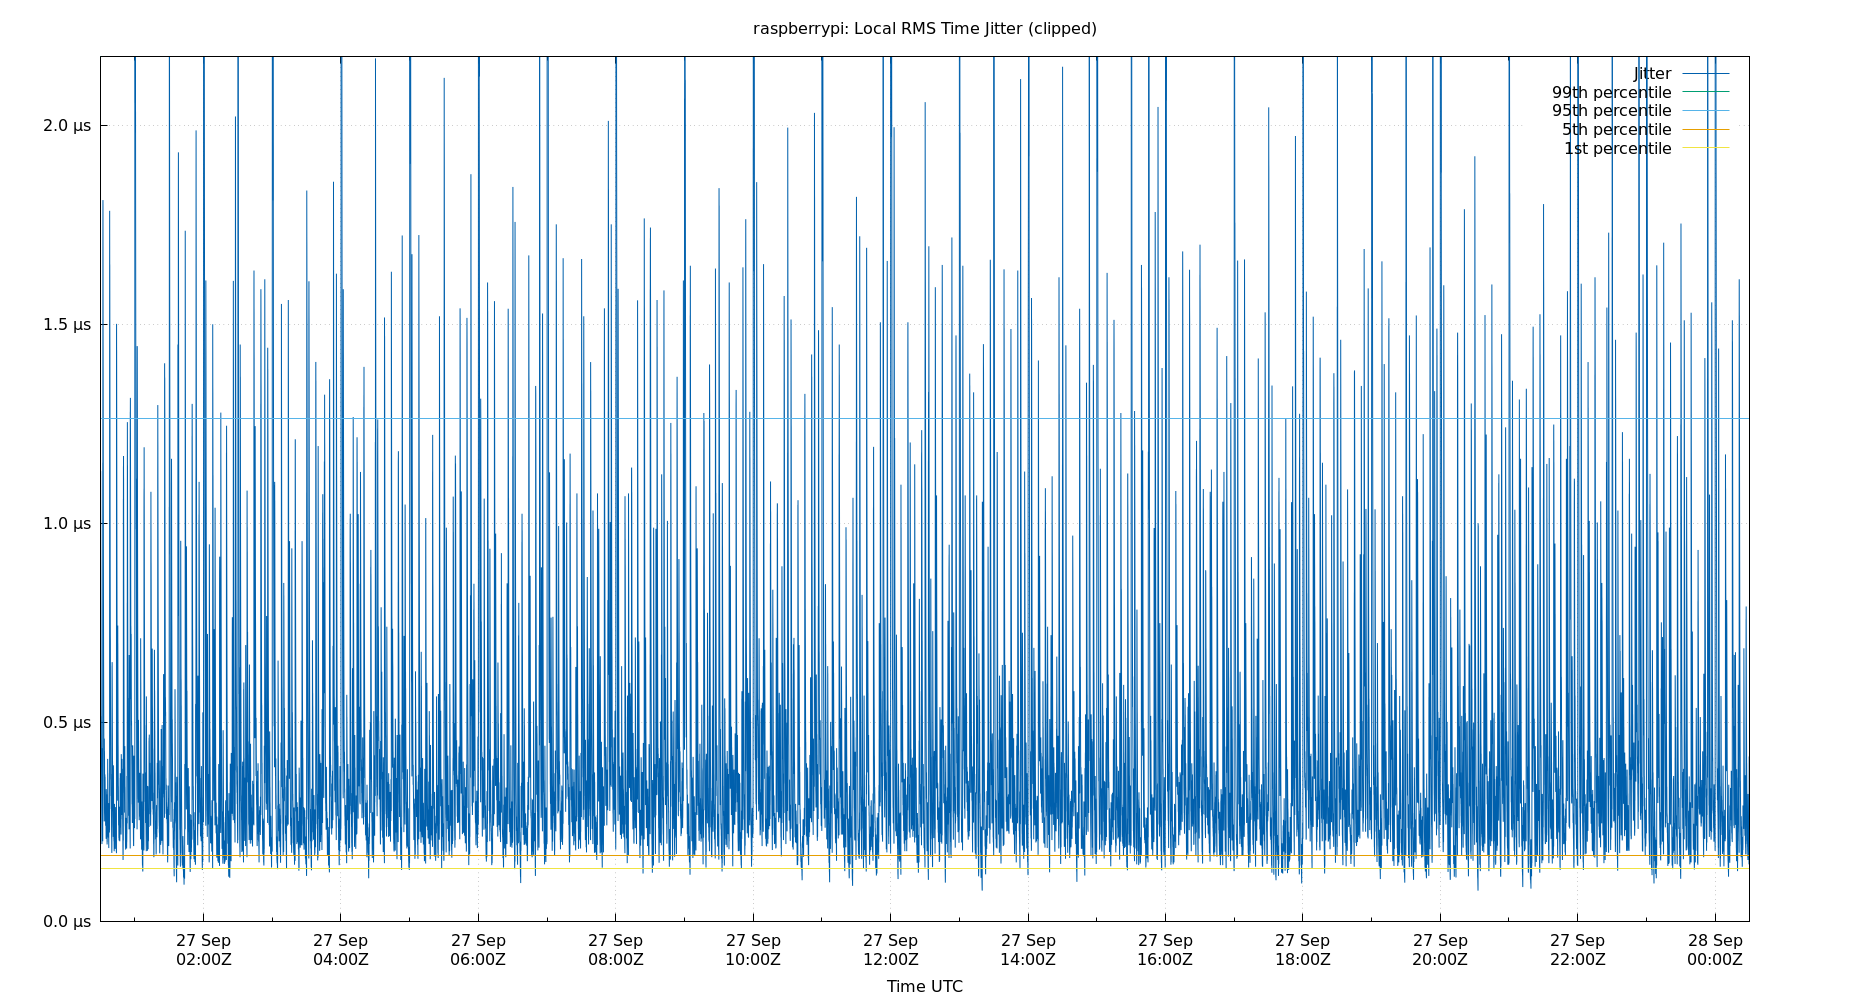 raspberrypi: Local RMS Time Jitter (clipped)
Jitter
99th percentile
95th percentile
5th percentile
1st percentile
2.0 µs
1.5 µs
1.0 µs
0.5 µs
0.0 µs
27 Sep 27 Sep 27 Sep 27 Sep 27 Sep 27 Sep 27 Sep 27 Sep 27 Sep 27 Sep 27 Sep 28 Sep
02:00Z 04:00Z 06:00Z 08:00Z 10:00Z 12:00Z 14:00Z 16:00Z 18:00Z 20:00Z 22:00Z 00:00Z
Time UTC